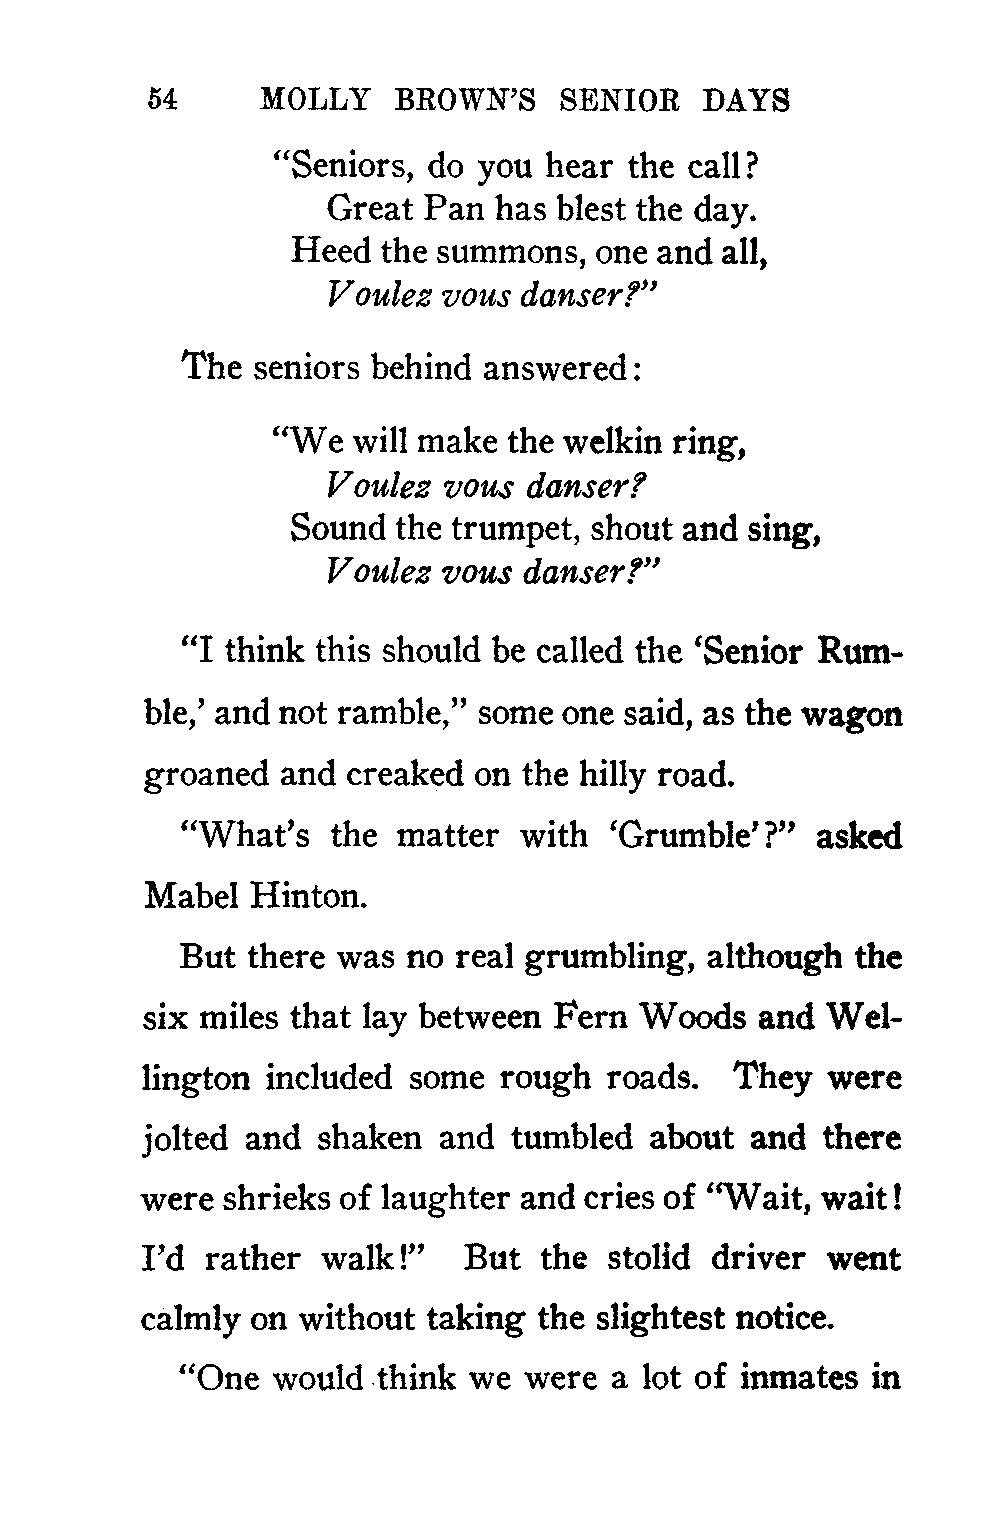 54 MOLLY BROWN'S SENIOR DAYS
“Seniors, do you hear the call?
Great Pan has blest the day.
Heed the summons, one and all,
Voulez vous danser?”
The seniors behind answered:
“We will make the welkin ring,
Voulez vous danser?
Sound the trumpet, shout and sing,
Voulez vous danser?”
“I think this should be called the ‘Senior Rum-
ble,’ and not ramble,” some one said, as the wagon
groaned and creaked on the hilly road.
“What’s the matter with ‘Grumble’?” asked
Mabel Hinton.
But there was no real grumbling, although the
six miles that lay between Fern Woods and Wel-
lington included some rough roads. They were
jolted and shaken and tumbled about and there
were shrieks of laughter and cries of “Wait, wait!
I’d rather walk!” But the stolid driver went
calmly on without taking the slightest notice.
“One would think we were a lot of inmates in